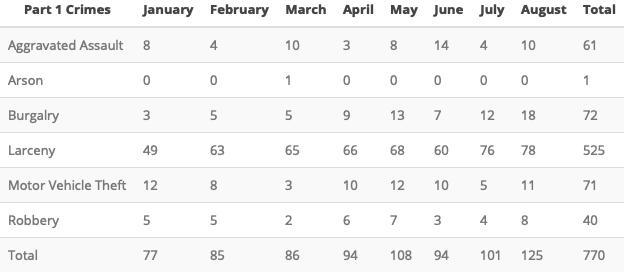 Part 1 Crimes January February March April May June July August Total
Aggravated Assault 8 4 10 3 8 14 4 10 61
Arson 0 0 1 0 0 0 0 0 1
Burgalry 3 5 5 9 13 7 12 18 72
Larceny 49 63 65 66 68 60 76 78 525
Motor Vehicle Theft 12 8 3 10 12 10 5 11 71
Robbery 5 5 2 6 7 3 4 8 40
Total 77 85 86 94 108 94 101 125 770